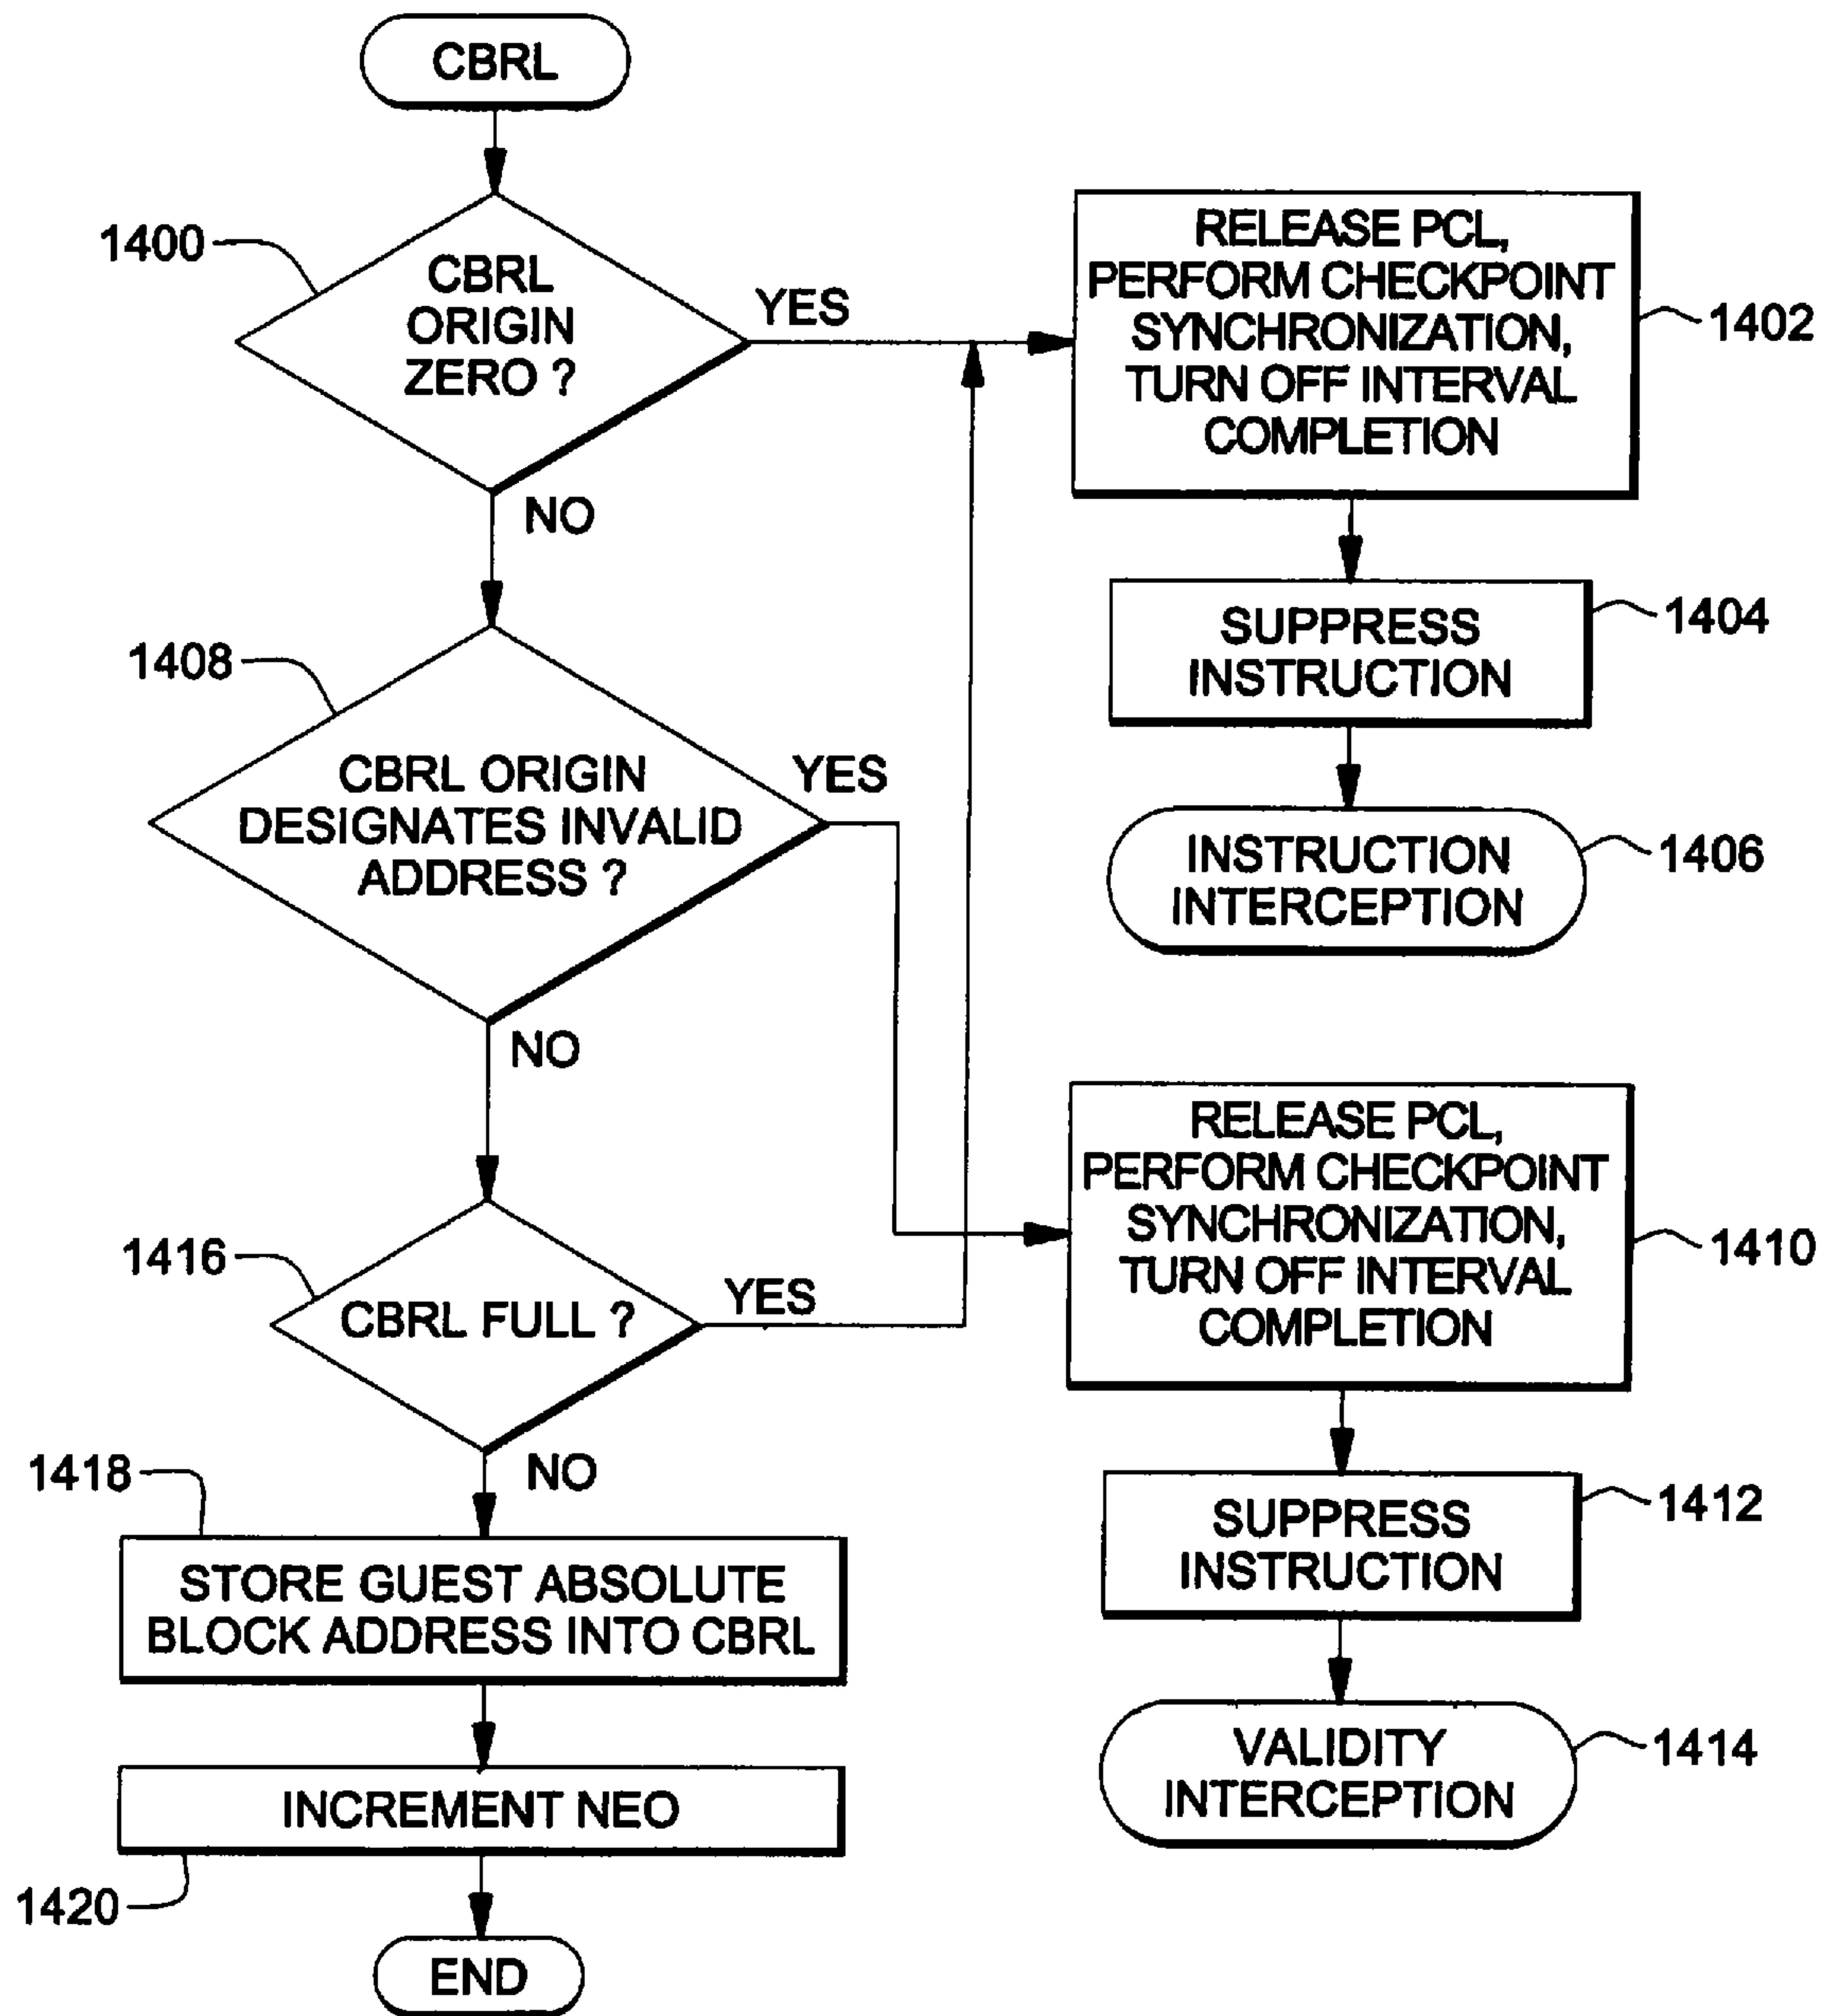 CBRL
1400
CBRL
ORIGIN
ZERO ?
YES
NO
RELEASE PCL,
PERFORM CHECKPOINT
SYNCHRONIZATION,
TURN OFF INTERVAL
COMPLETION
1402
SUPPRESS
INSTRUCTION
1404
INSTRUCTION
INTERCEPTION
1406
1408
CBRL ORIGIN
DESIGNATES INVALID
ADDRESS ?
YES
NO
RELEASE PCL,
PERFORM CHECKPOINT
SYNCHRONIZATION,
TURN OFF INTERVAL
COMPLETION
1410
SUPPRESS
INSTRUCTION
1412
VALIDITY
INTERCEPTION
1414
1416
CBRL FULL ?
YES
NO
1418
STORE GUEST ABSOLUTE
BLOCK ADDRESS INTO CBRL
INCREMENT NEO
1420
END